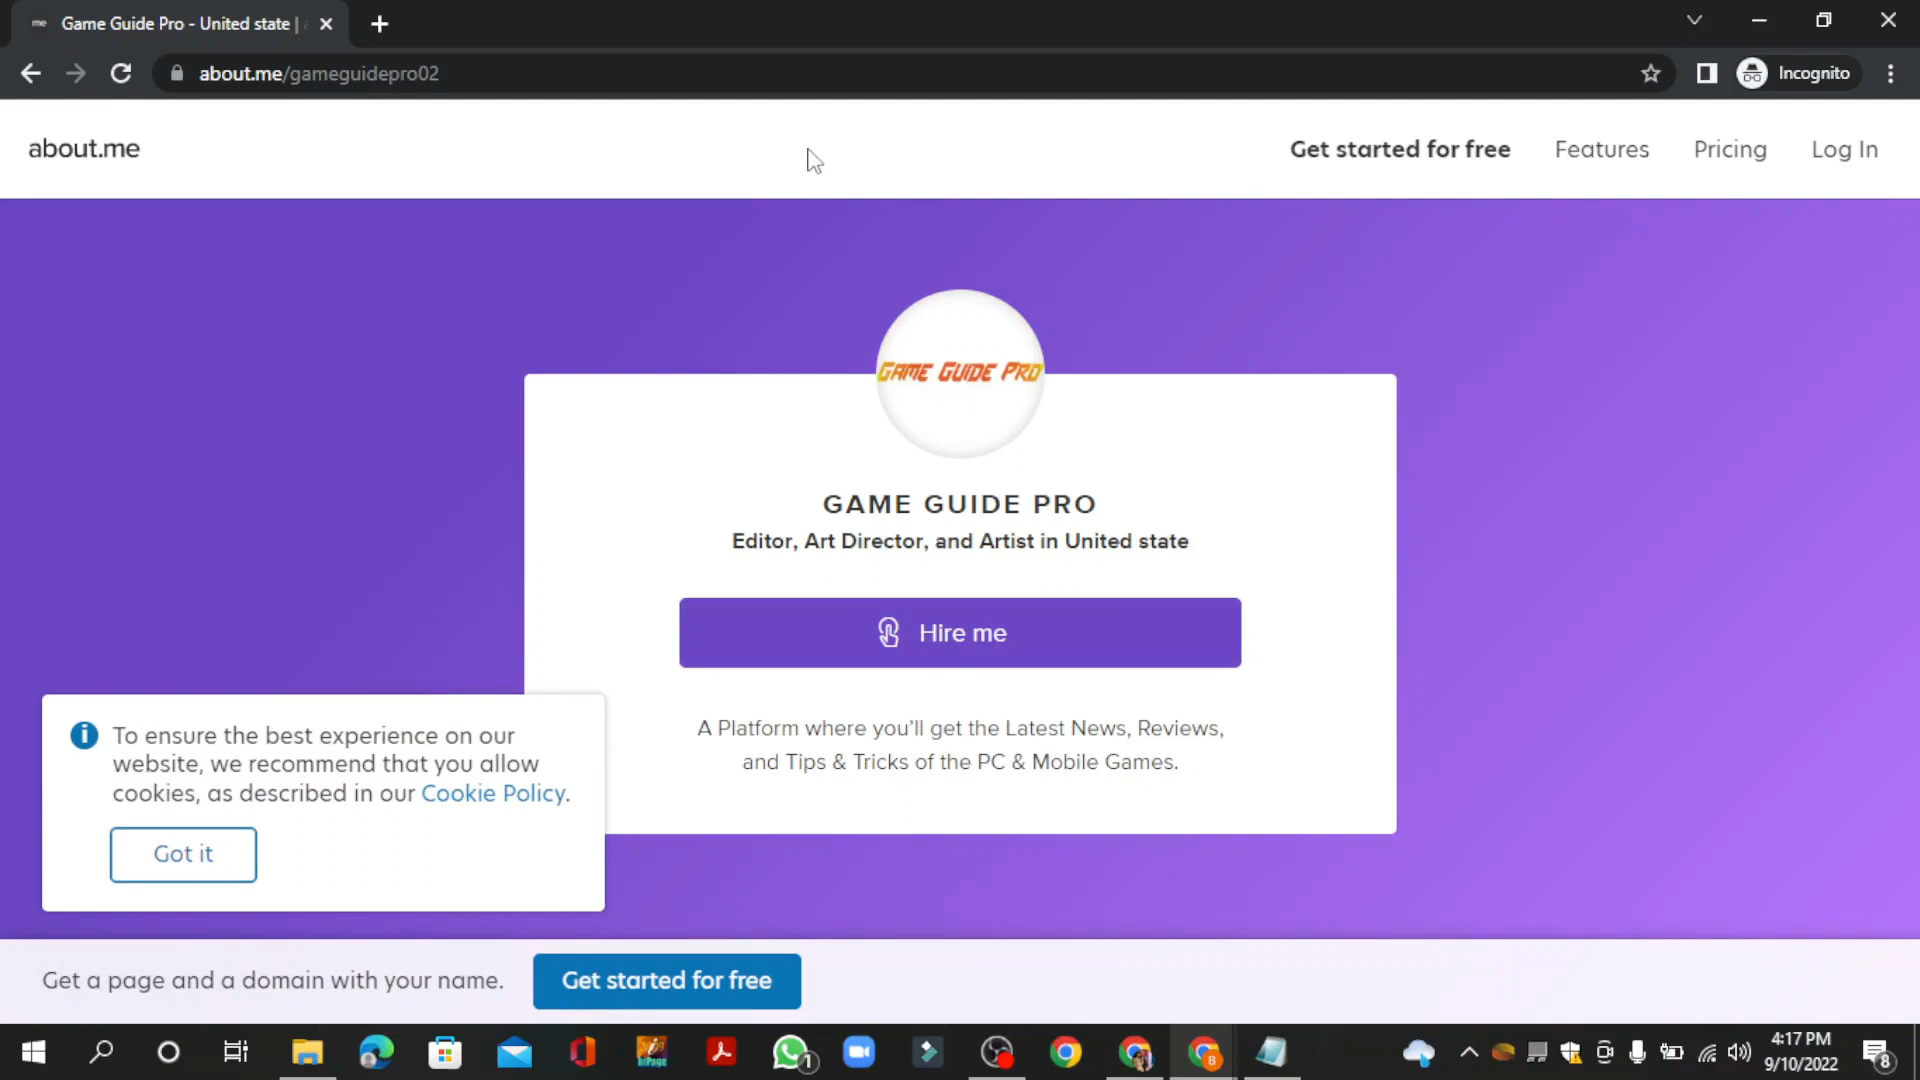 me Game Guide Pro - United state |
about.me/gameguidepro02
Incognito
about.me
Get started for free
Features
Pricing
Log In
GAME GUIDE PRO
GAME GUIDE PRO
Editor, Art Director, and Artist in United state
Hire me
A Platform where you'll get the Latest News, Reviews,
and Tips & Tricks of the PC & Mobile Games.
To ensure the best experience on our
website, we recommend that you allow
cookies, as described in our Cookie Policy.
Got it
Get a page and a domain with your name.
Get started for free
1
B
4:17 PM
9/10/2022
8